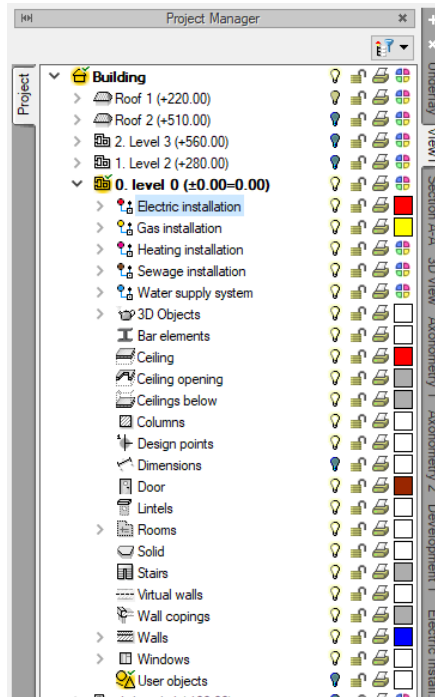 Project Manager
Project
Building
Roof 1 (+220.00)
Roof 2 (+510.00)
2. Level 3 (+560.00)
1. Level 2 (+280.00)
0. level 0 (±0.00=0.00)
Electric installation
Gas installation
Heating installation
Sewage installation
Water supply system
3D Objects
Bar elements
Ceiling
Ceiling opening
Ceilings below
Columns
Design points
Dimensions
Door
Lintels
Rooms
Solid
Stairs
Virtual walls
Wall copings
Walls
Windows
User objects
Underlay
View 1
Section A-A
3D View
Axonometry 1
Axonometry 2
Development 1